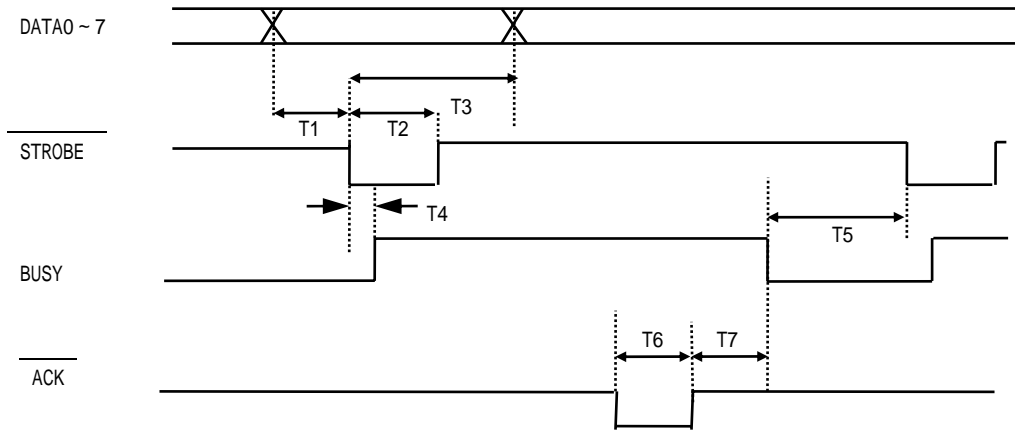 DATA0 ~ 7
T3
T1 T2
STROBE
T4
T5
BUSY
T6 T7
ACK